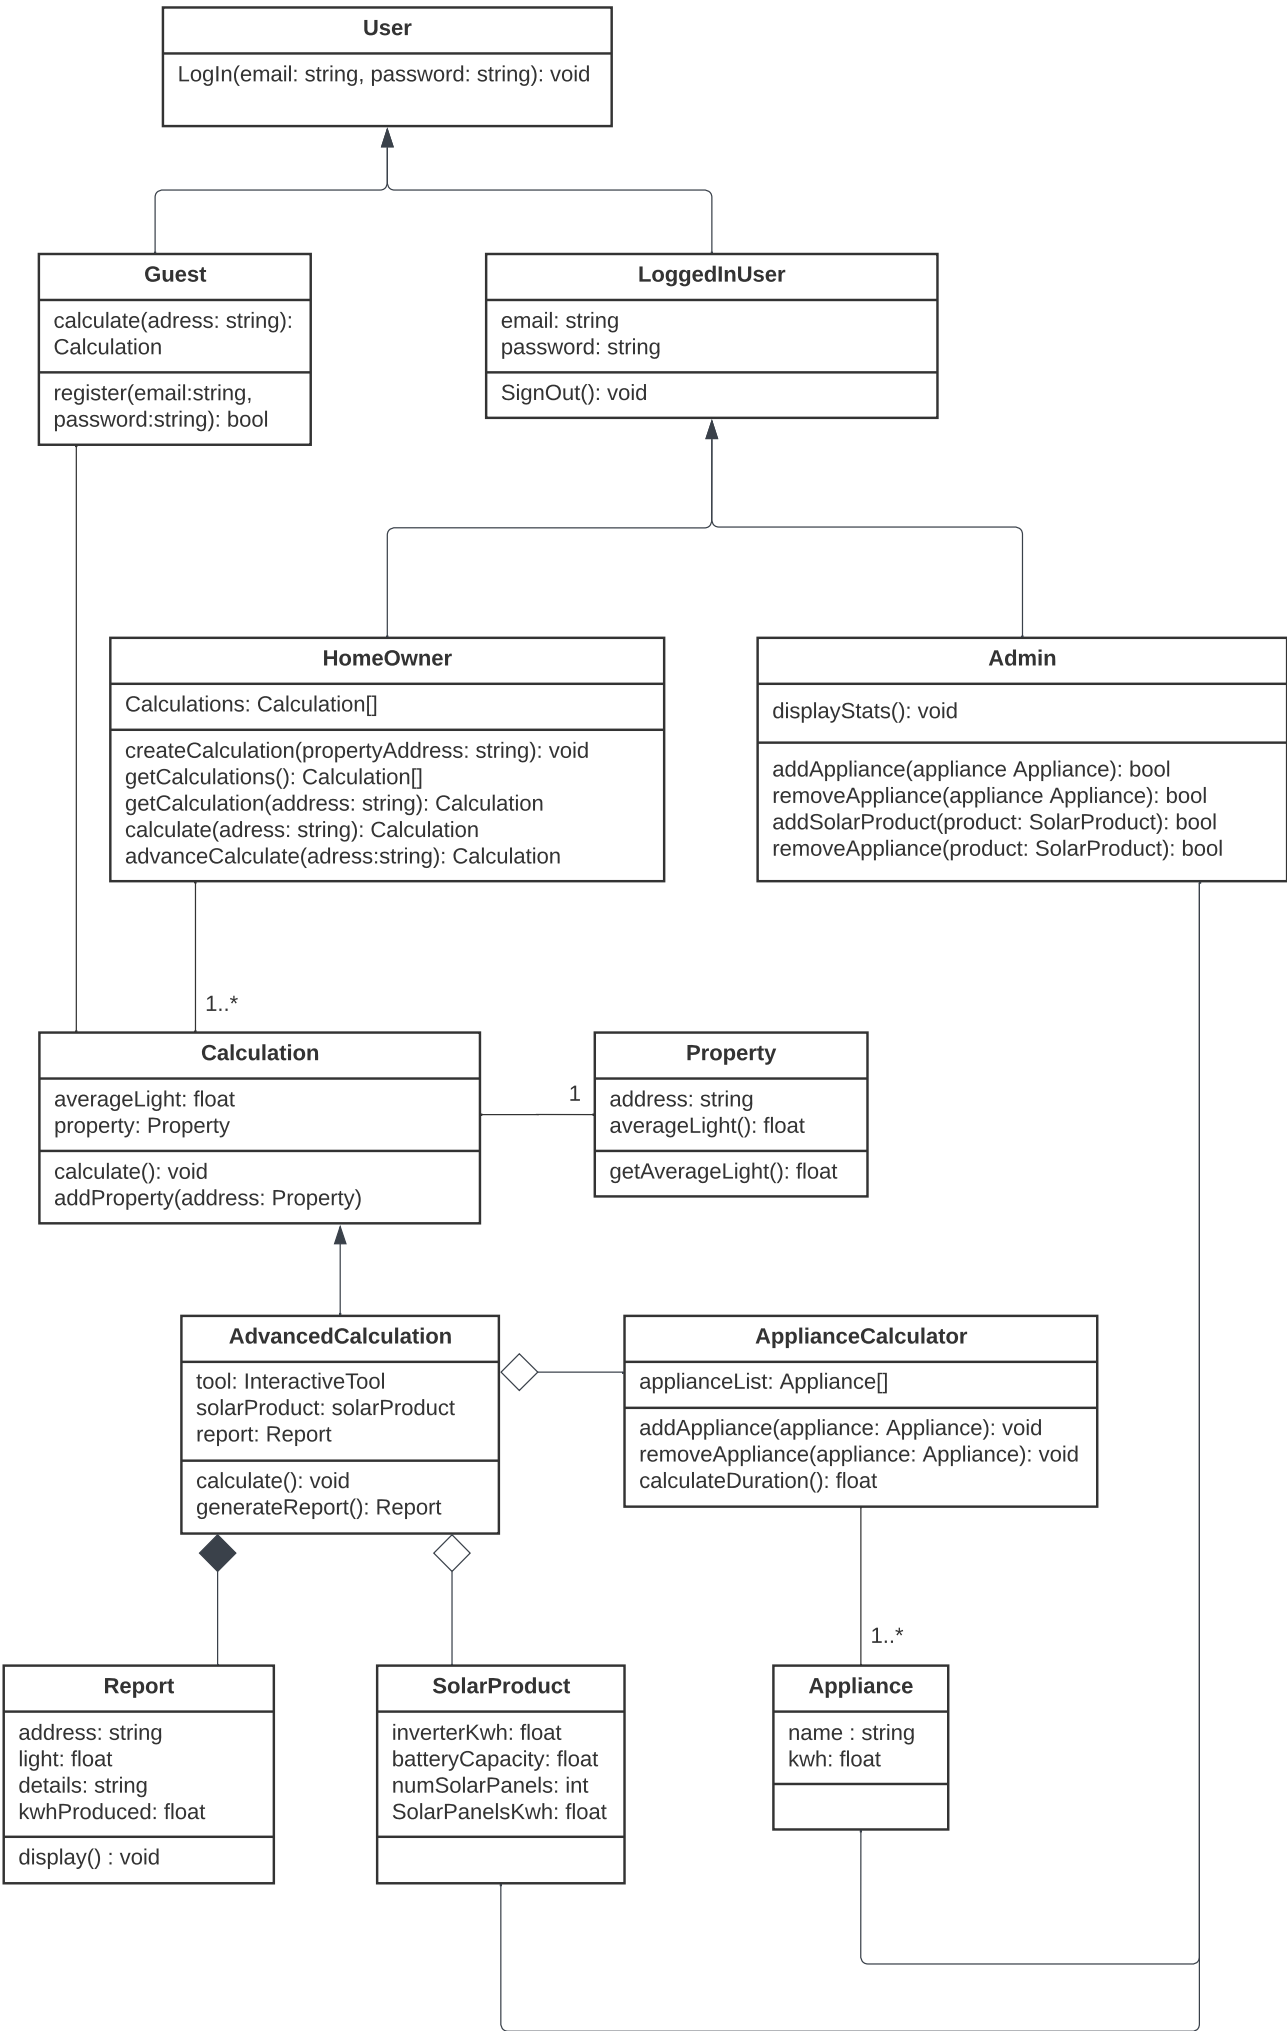 User
LogIn(email: string, password: string): void
Guest
calculate(adress: string):
Calculation
register(email:string,
password:string): bool
LoggedInUser
email: string
password: string
SignOut(): void
HomeOwner
Calculations: Calculation[]
createCalculation(propertyAddress: string): void
getCalculations(): Calculation[]
getCalculation(address: string): Calculation
calculate(adress: string): Calculation
advanceCalculate(adress:string): Calculation
Admin
displayStats(): void
addAppliance(appliance Appliance): bool
removeAppliance(appliance Appliance): bool
addSolarProduct(product: SolarProduct): bool
removeAppliance(product: SolarProduct): bool
1..*
Calculation
averageLight: float
property: Property
calculate(): void
addProperty(address: Property)
1
Property
address: string
averageLight(): float
getAverageLight(): float
AdvancedCalculation
tool: InteractiveTool
solarProduct: solarProduct
report: Report
calculate(): void
generateReport(): Report
ApplianceCalculator
applianceList: Appliance[]
addAppliance(appliance: Appliance): void
removeAppliance(appliance: Appliance): void
calculateDuration(): float
1..*
Report
address: string
light: float
details: string
kwhProduced: float
display() : void
SolarProduct
inverterKwh: float
batteryCapacity: float
numSolarPanels: int
SolarPanelsKwh: float
Appliance
name : string
kwh: float